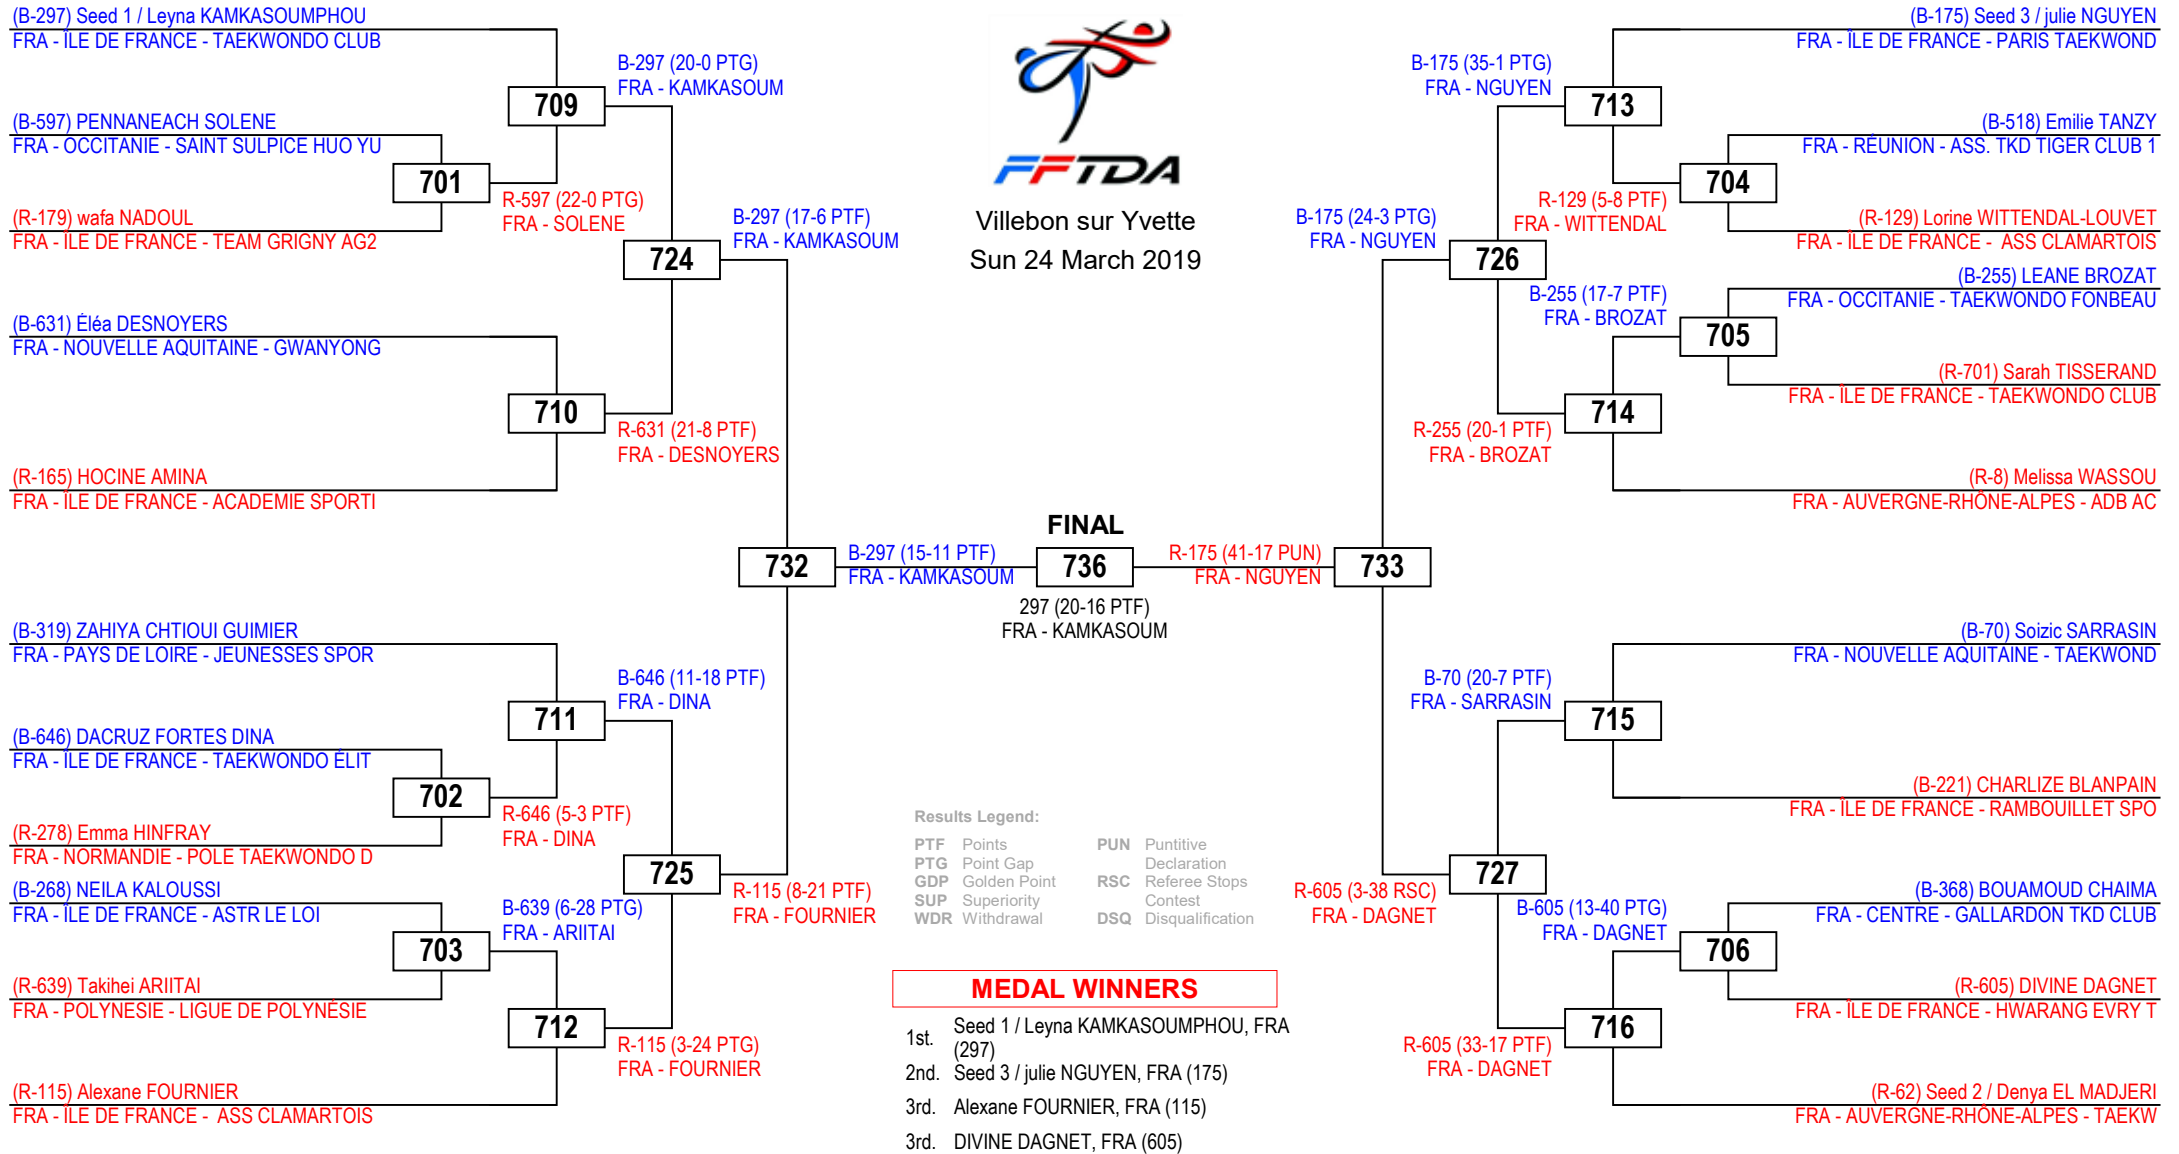 (B-297) Seed 1 / Leyna KAMKASOUMPHOU
FRA - ÎLE DE FRANCE - TAEKWONDO CLUB
B-297 (20-0 PTG)
FRA - KAMKASOUM
709
(B-597) PENNANEACH SOLENE
FRA - OCCITANIE - SAINT SULPICE HUO YU
701
R-597 (22-0 PTG)
FRA - SOLENE
(R-179) wafa NADOUL
FRA - ÎLE DE FRANCE - TEAM GRIGNY AG2
B-297 (17-6 PTF)
FRA - KAMKASOUM
724
(B-631) Éléa DESNOYERS
FRA - NOUVELLE AQUITAINE - GWANYONG
710
R-631 (21-8 PTF)
FRA - DESNOYERS
(R-165) HOCINE AMINA
FRA - ÎLE DE FRANCE - ACADEMIE SPORTI
732
B-297 (15-11 PTF)
FRA - KAMKASOUM
(B-319) ZAHIYA CHTIOUI GUIMIER
FRA - PAYS DE LOIRE - JEUNESSES SPOR
B-646 (11-18 PTF)
FRA - DINA
711
(B-646) DACRUZ FORTES DINA
FRA - ÎLE DE FRANCE - TAEKWONDO ÉLIT
702
R-646 (5-3 PTF)
FRA - DINA
(R-278) Emma HINFRAY
FRA - NORMANDIE - POLE TAEKWONDO D
725
R-115 (8-21 PTF)
FRA - FOURNIER
(B-268) NEILA KALOUSSI
FRA - ÎLE DE FRANCE - ASTR LE LOI
B-639 (6-28 PTG)
FRA - ARIITAI
703
(R-639) Takihei ARIITAI
FRA - POLYNESIE - LIGUE DE POLYNÉSIE
712
R-115 (3-24 PTG)
FRA - FOURNIER
(R-115) Alexane FOURNIER
FRA - ÎLE DE FRANCE - ASS CLAMARTOIS
FFTDA
Villebon sur Yvette
Sun 24 March 2019
FINAL
736
297 (20-16 PTF)
FRA - KAMKASOUM
Results Legend:
PTF Points
PTG Point Gap
GDP Golden Point
SUP Superiority
WDR Withdrawal
PUN Puntitive
Declaration
RSC Referee Stops
Contest
DSQ Disqualification
MEDAL WINNERS
1st. Seed 1 / Leyna KAMKASOUMPHOU, FRA
(297)
2nd. Seed 3 / julie NGUYEN, FRA (175)
3rd. Alexane FOURNIER, FRA (115)
3rd. DIVINE DAGNET, FRA (605)
(B-175) Seed 3 / julie NGUYEN
FRA - ÎLE DE FRANCE - PARIS TAEKWOND
B-175 (35-1 PTG)
FRA - NGUYEN
713
(B-518) Emilie TANZY
FRA - RÉUNION - ASS. TKD TIGER CLUB 1
704
R-129 (5-8 PTF)
FRA - WITTENDAL
(R-129) Lorine WITTENDAL-LOUVET
FRA - ÎLE DE FRANCE - ASS CLAMARTOIS
B-175 (24-3 PTG)
FRA - NGUYEN
726
(B-255) LEANE BROZAT
FRA - OCCITANIE - TAEKWONDO FONBEAU
B-255 (17-7 PTF)
FRA - BROZAT
705
(R-701) Sarah TISSERAND
FRA - ÎLE DE FRANCE - TAEKWONDO CLUB
714
R-255 (20-1 PTF)
FRA - BROZAT
(R-8) Melissa WASSOU
FRA - AUVERGNE-RHÔNE-ALPES - ADB AC
R-175 (41-17 PUN)
FRA - NGUYEN
733
(B-70) Soizic SARRASIN
FRA - NOUVELLE AQUITAINE - TAEKWOND
B-70 (20-7 PTF)
FRA - SARRASIN
715
(B-221) CHARLIZE BLANPAIN
FRA - ÎLE DE FRANCE - RAMBOUILLET SPO
727
R-605 (3-38 RSC)
FRA - DAGNET
(B-368) BOUAMOUD CHAIMA
FRA - CENTRE - GALLARDON TKD CLUB
B-605 (13-40 PTG)
FRA - DAGNET
706
(R-605) DIVINE DAGNET
FRA - ÎLE DE FRANCE - HWARANG EVRY T
716
R-605 (33-17 PTF)
FRA - DAGNET
(R-62) Seed 2 / Denya EL MADJERI
FRA - AUVERGNE-RHÔNE-ALPES - TAEKW